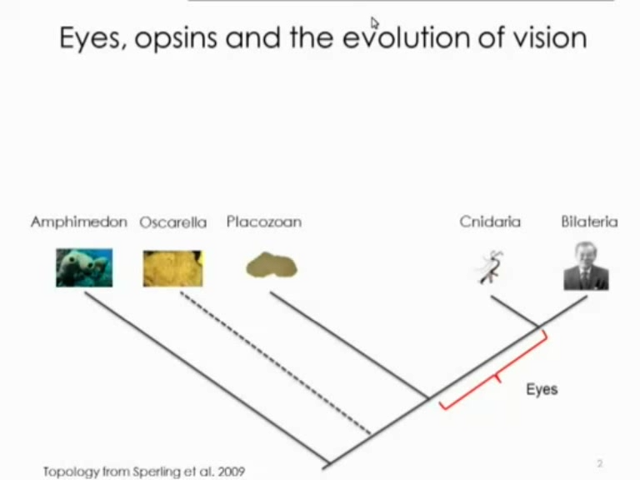 Eyes, opsins and the evolution of vision
Amphimedon Oscarella Placozoan Cnidaria Bilateria
Eyes
Topology from Sperling et al. 2009
2